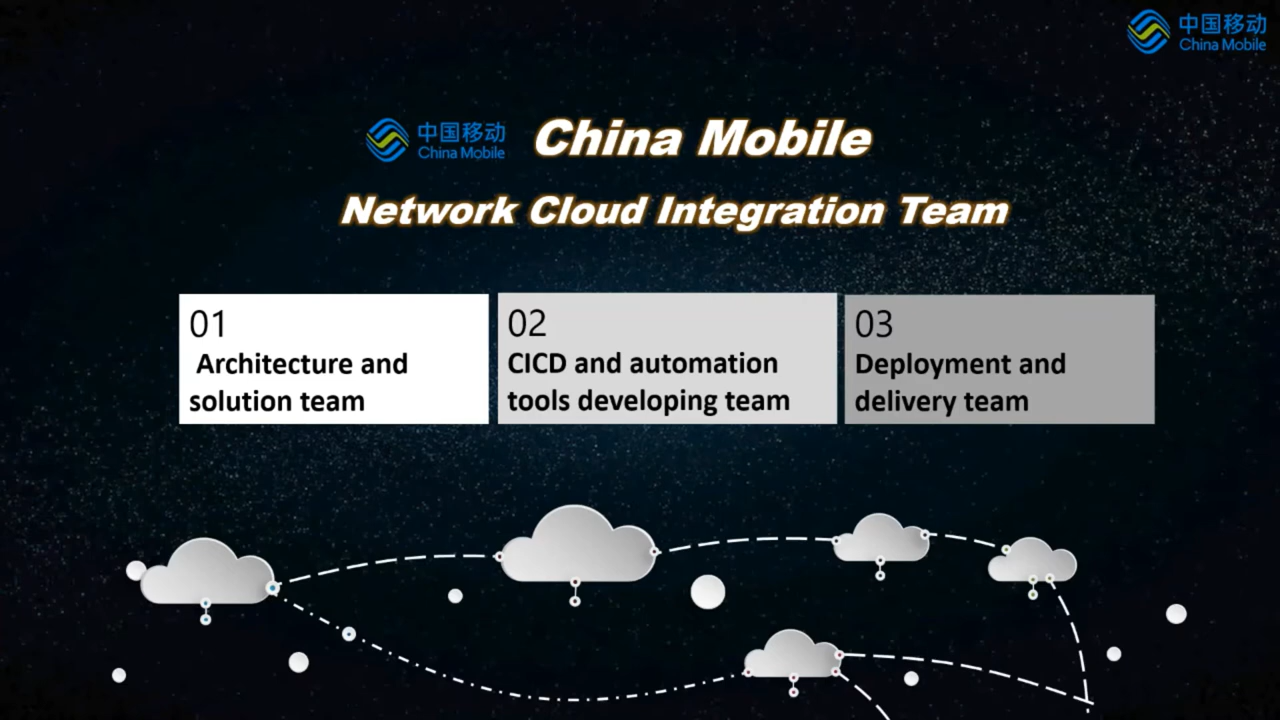 中国移动
China Mobile
中国移动
China Mobile
China Mobile
Network Cloud Integration Team
01
Architecture and
solution team
02
CICD and automation
tools developing team
03
Deployment and
delivery team